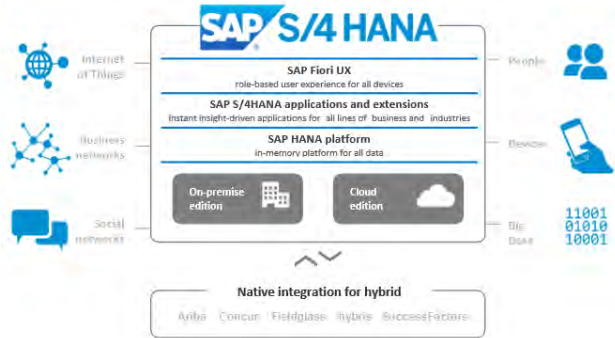 SAP S/4 HANA
Internet
of Things
SAP Fiori UX
role-based user experience for all devices
People
SAP S/4HANA applications and extensions
Instant insight-driven applications for all lines of business and industries
Business
networks
SAP HANA platform
in-memory platform for all data
Devices
On-premise
edition
Cloud
edition
Social
networks
Big
Data
11001
01010
10001
Native integration for hybrid
Ariba Concur Fieldglass hybris SuccessFactors